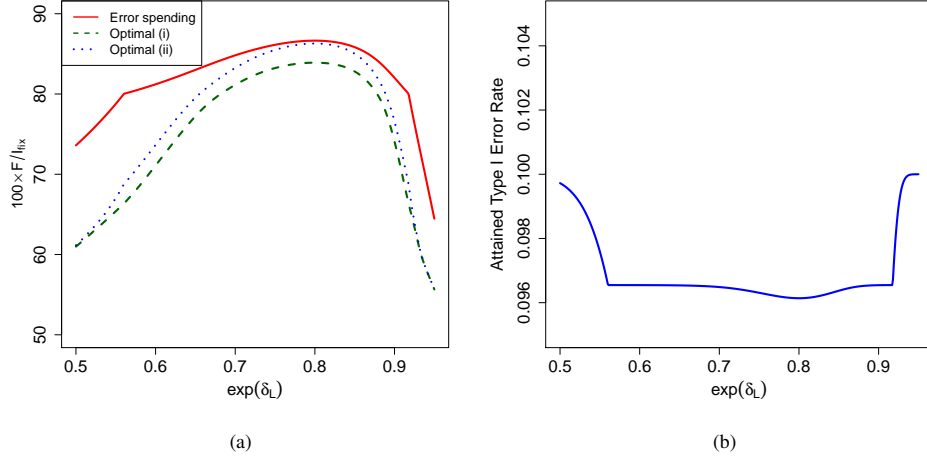 Error spending
Optimal (i)
Optimal (ii)
100×F/I_fix
90
80
70
60
50
0.5 0.6 0.7 0.8 0.9
exp(δ_L)
(a)
Attained Type I Error Rate
0.104
0.102
0.100
0.098
0.096
0.5 0.6 0.7 0.8 0.9
exp(δ_L)
(b)